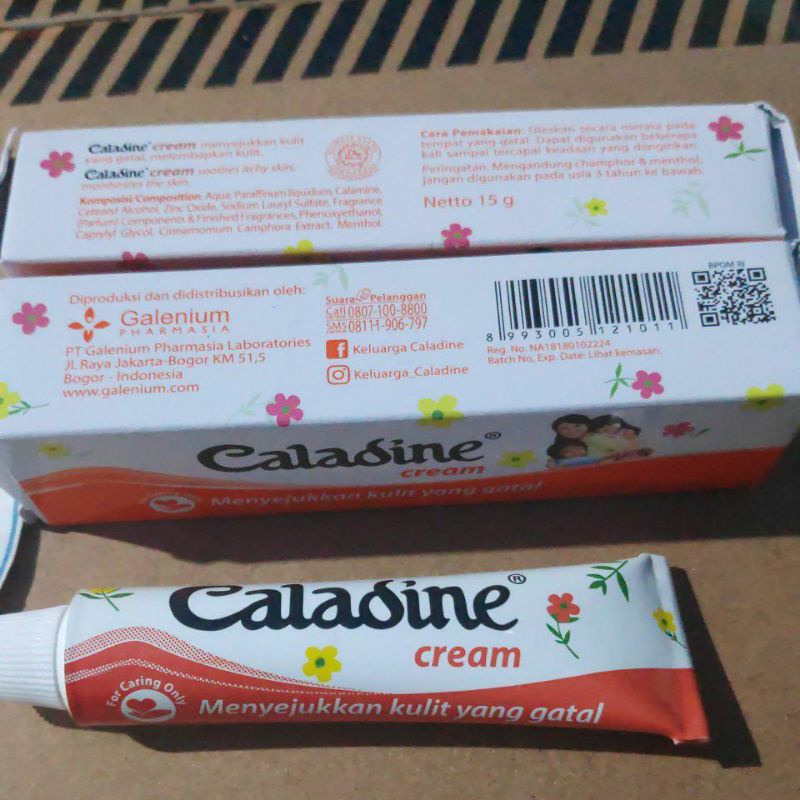 Caladine® cream menyejukkan kulit
yang gatal, melembapkan kulit.
Caladine® cream soothes itchy skin,
moisturizes the skin.
Komposisi/Composition: Aqua, Paraffinum liquidum, Calamine,
Cetearyl Alcohol, Zinc Oxide, Sodium Lauryl Sulfate, Fragrance
(Parfum) Components & Finished Fragrances, Phenoxyethanol,
Caprylyl Glycol, Cinnamomum Camphora Extract, Menthol.
Cara Pemakaian: Oleskan secara merata pada
tempat yang gatal. Dapat digunakan beberapa
kali sampai tercapai keadaan yang diinginkan.
Peringatan: Mengandung champhor & menthol,
jangan digunakan pada usia 3 tahun ke bawah.
Netto 15 g
Diproduksi dan didistribusikan oleh:
Galenium
PHARMASIA
PT Galenium Pharmasia Laboratories
Jl. Raya Jakarta-Bogor KM 51,5
Bogor - Indonesia
www.galenium.com
Suara Pelanggan
Call 0807-100-8800
SMS 08111-906-797
Keluarga Caladine
Keluarga_Caladine
BPOM RI
8 993005 121011
Reg. No. NA18180102224
Batch No, Exp. Date: Lihat kemasan.
Caladine®
cream
Menyejukkan kulit yang gatal
Caladine®
cream
For Caring Only
Menyejukkan kulit yang gatal